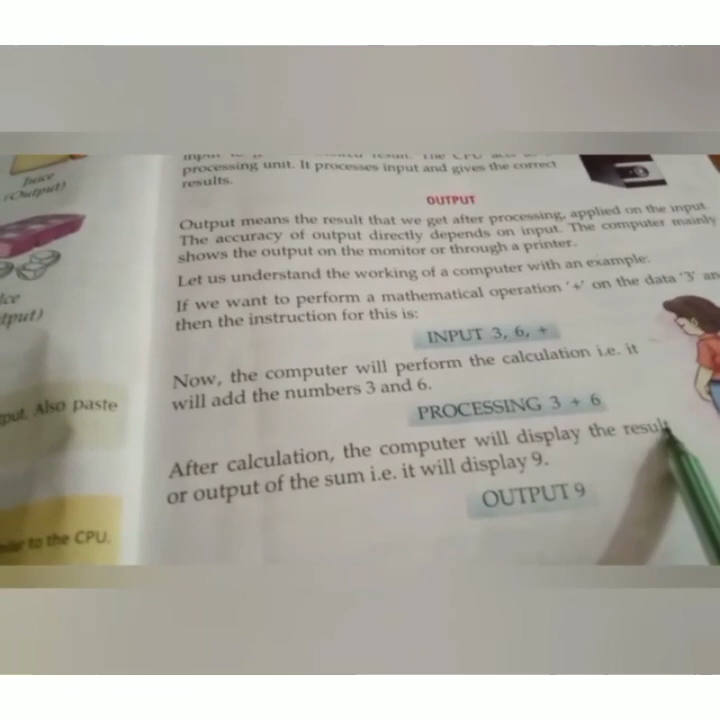 Juice
(Output)
Ice
tput)
put. Also paste
to the CPU.
processing unit. It processes input and gives the correct
results.
OUTPUT
Output means the result that we get after processing, applied on the input.
The accuracy of output directly depends on input. The computer mainly
shows the output on the monitor or through a printer.
Let us understand the working of a computer with an example:
If we want to perform a mathematical operation '+' on the data '3' an
then the instruction for this is:
INPUT 3, 6, +
Now, the computer will perform the calculation i.e. it
will add the numbers 3 and 6.
PROCESSING 3 + 6
After calculation, the computer will display the result
or output of the sum i.e. it will display 9.
OUTPUT 9